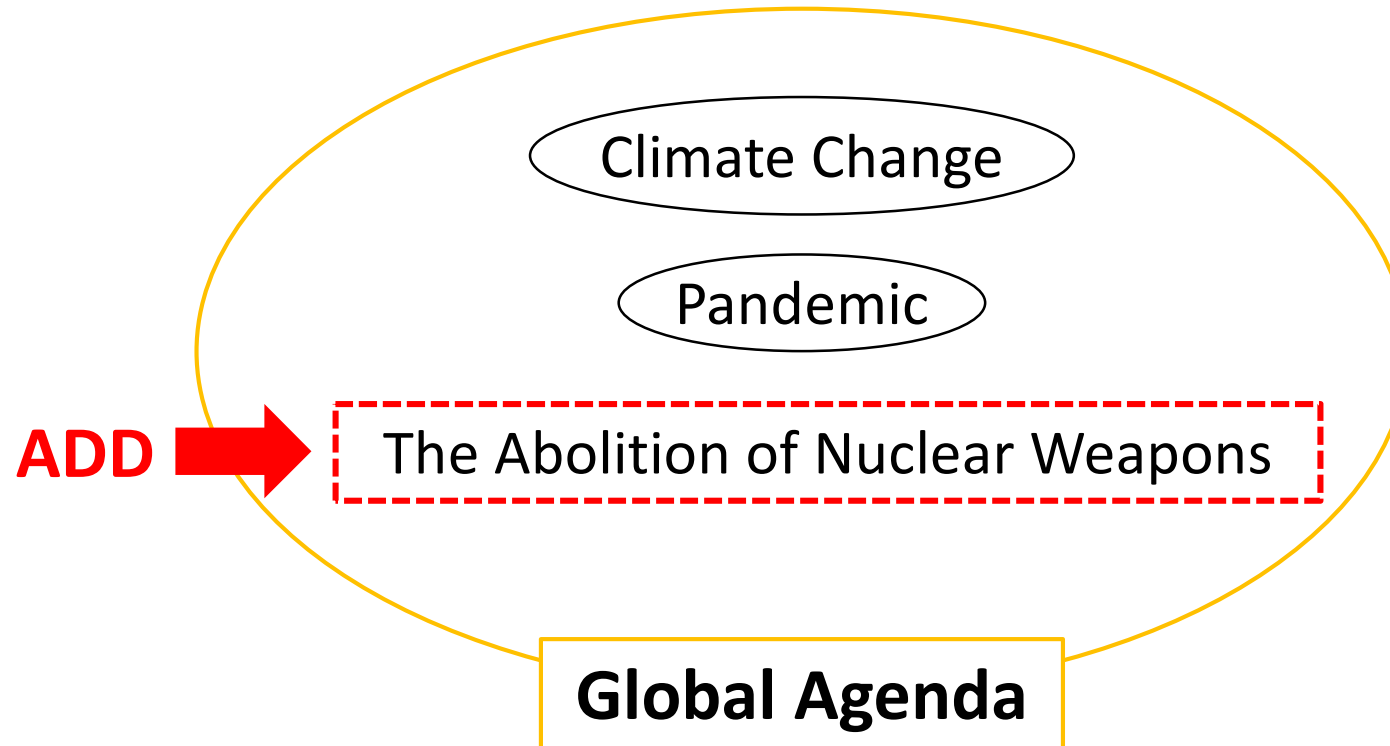 Climate Change
Pandemic
ADD
The Abolition of Nuclear Weapons
Global Agenda